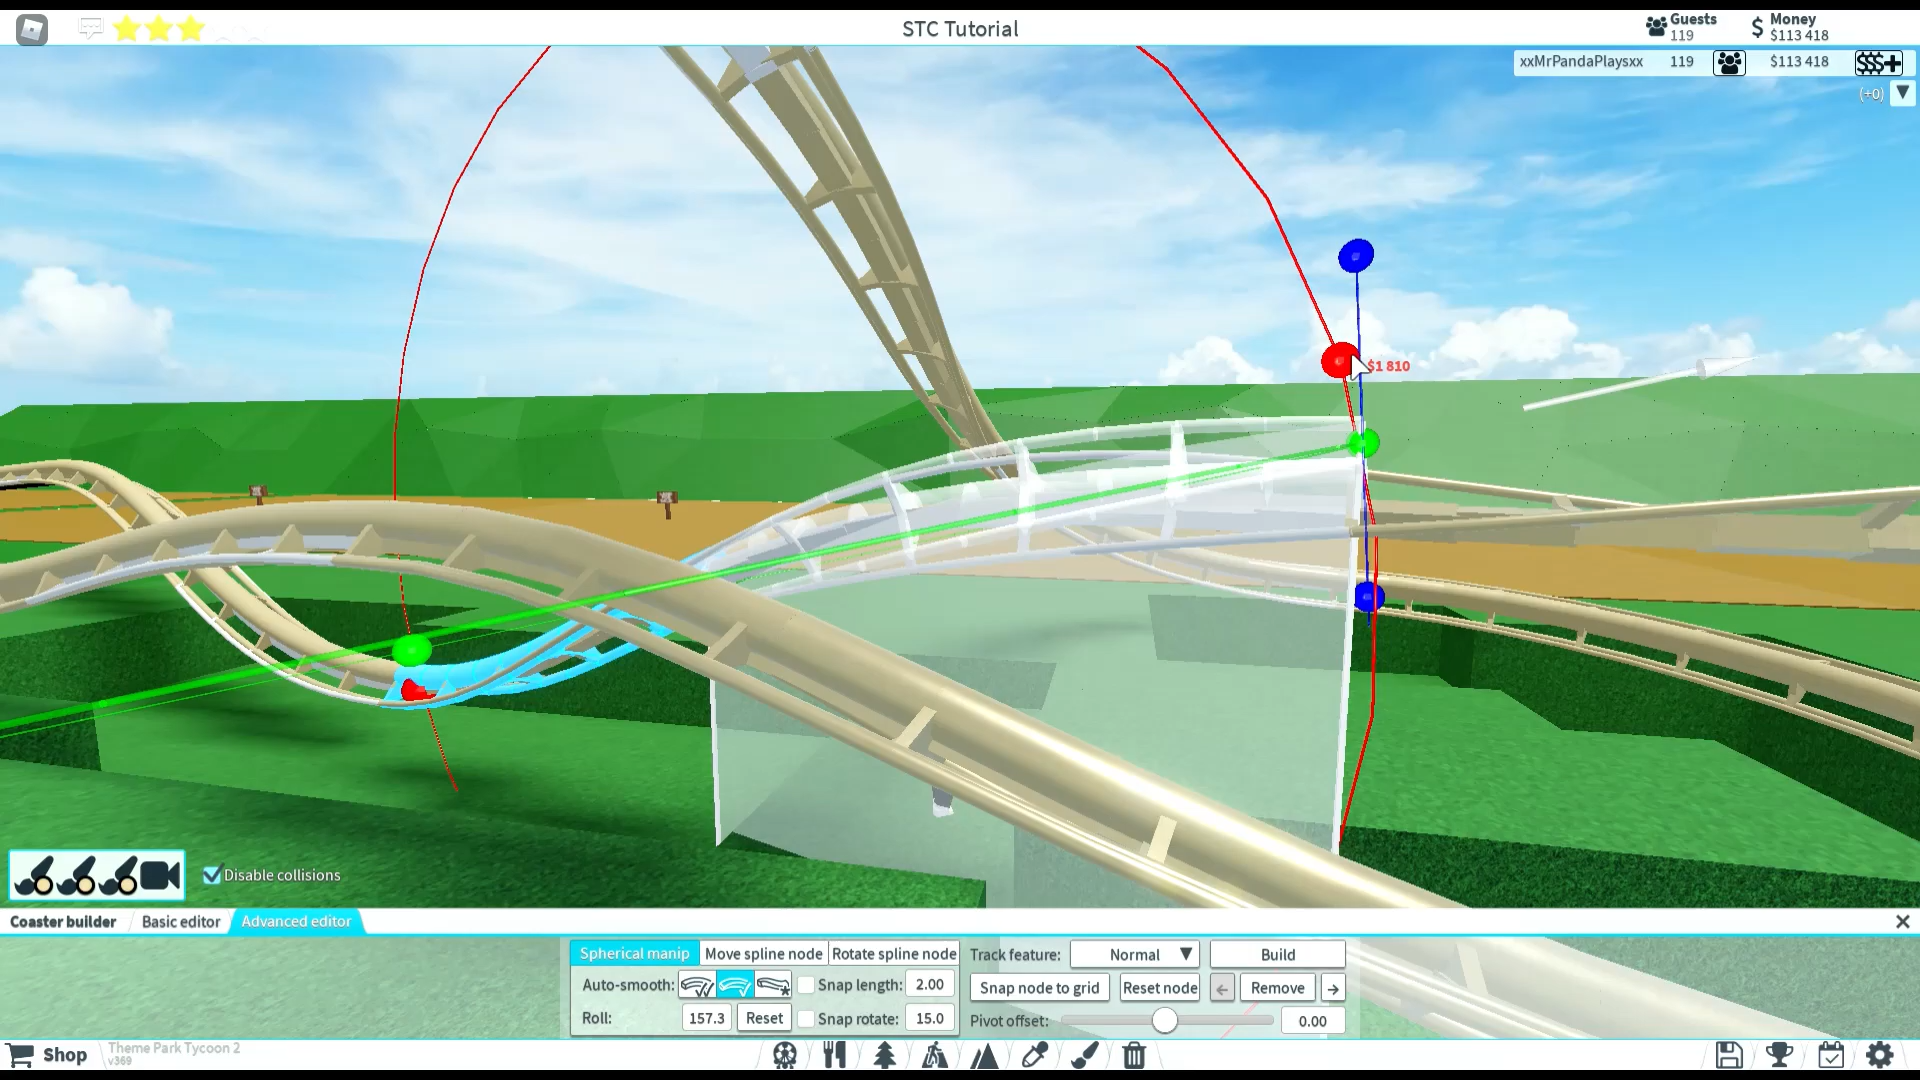 STC Tutorial
Guests
119
$ Money
$113 418
xxMrPandaPlaysxx 119 $113 418 $$$+
(+0) ▼
$1 810
Disable collisions
Coaster builder Basic editor Advanced editor ✕
Spherical manip Move spline node Rotate spline node Track feature: Normal ▼ Build
Auto-smooth: Snap length: 2.00 Snap node to grid Reset node ← Remove →
Roll: 157.3 Reset Snap rotate: 15.0 Pivot offset: 0.00
Shop
Theme Park Tycoon 2
v369